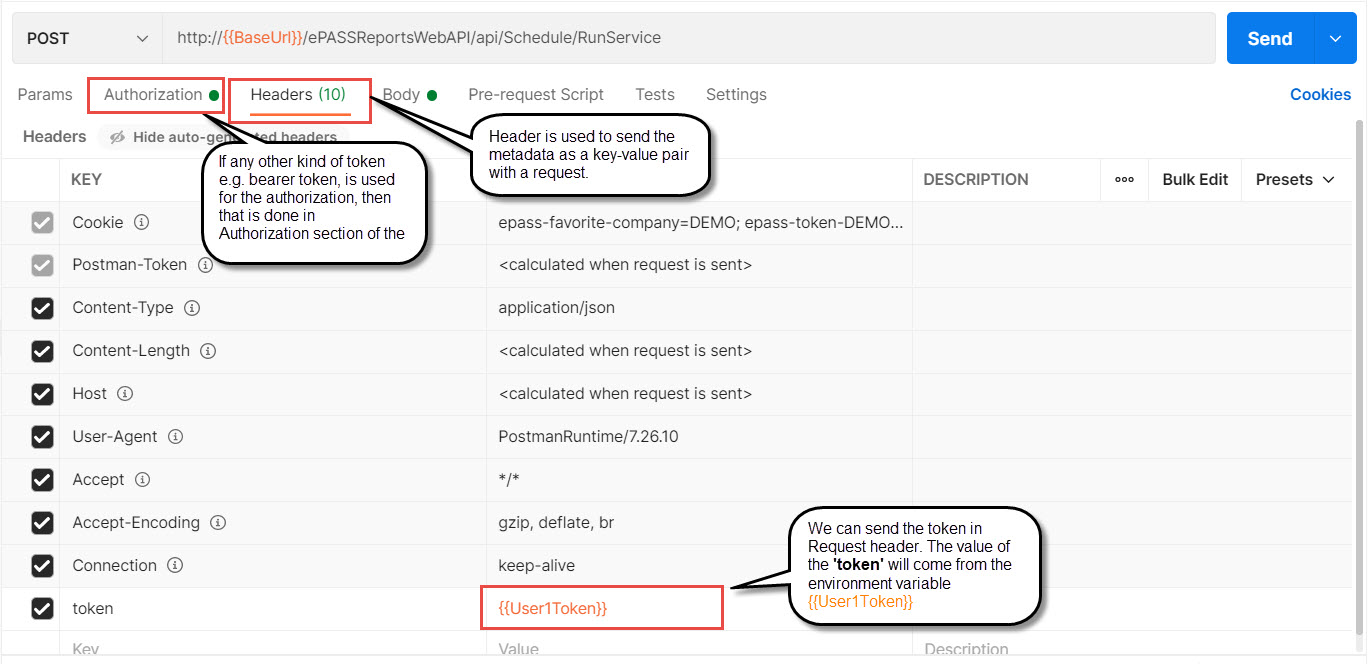 POST
http://{{BaseUrl}}/ePASSReportsWebAPI/api/Schedule/RunService
Send
Params
Authorization
Headers (10)
Body
Pre-request Script
Tests
Settings
Cookies
Headers
Hide auto-gen ted headers
Header is used to send the
metadata as a key-value pair
with a request.
If any other kind of token
e.g. bearer token, is used
for the authorization, then
that is done in
Authorization section of the
KEY
DESCRIPTION
Bulk Edit
Presets
Cookie
epass-favorite-company=DEMO; epass-token-DEMO...
Postman-Token
<calculated when request is sent>
Content-Type
application/json
Content-Length
<calculated when request is sent>
Host
<calculated when request is sent>
User-Agent
PostmanRuntime/7.26.10
Accept
*/*
Accept-Encoding
gzip, deflate, br
Connection
keep-alive
We can send the token in
Request header. The value of
the 'token' will come from the
environment variable
{{User1Token}}
token
{{User1Token}}
Key
Value
Description